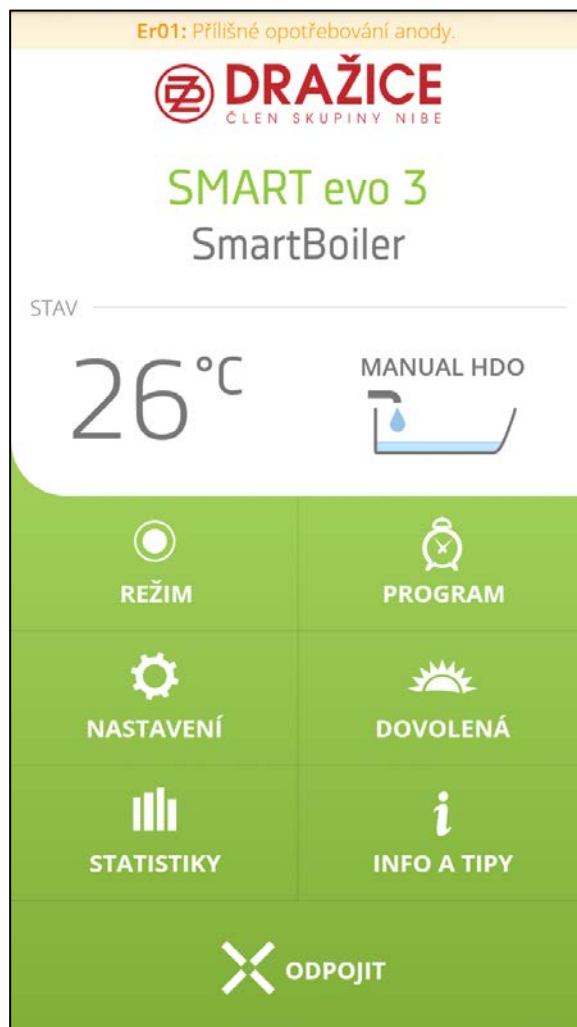 Er01: Přílišné opotřebování anody.
DRAŽICE
ČLEN SKUPINY NIBE
SMART evo 3
SmartBoiler
STAV
26°C
MANUAL HDO
REŽIM
PROGRAM
NASTAVENÍ
DOVOLENÁ
STATISTIKY
INFO A TIPY
ODPOJIT